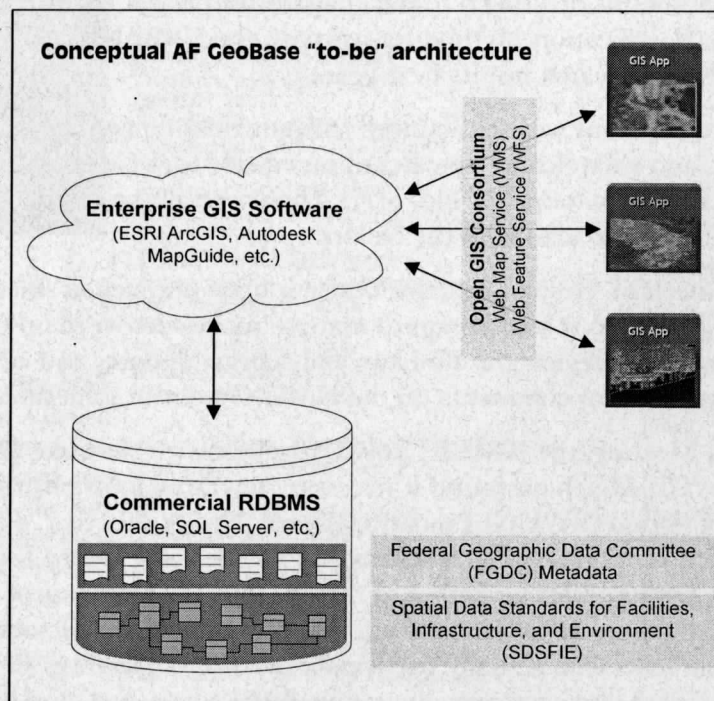 Conceptual AF GeoBase "to-be" architecture
GIS App
Enterprise GIS Software
(ESRI ArcGIS, Autodesk
MapGuide, etc.)
Open GIS Consortium
Web Map Service (WMS)
Web Feature Service (WFS)
GIS App
GIS App
Commercial RDBMS
(Oracle, SQL Server, etc.)
Federal Geographic Data Committee
(FGDC) Metadata
Spatial Data Standards for Facilities,
Infrastructure, and Environment
(SDSFIE)